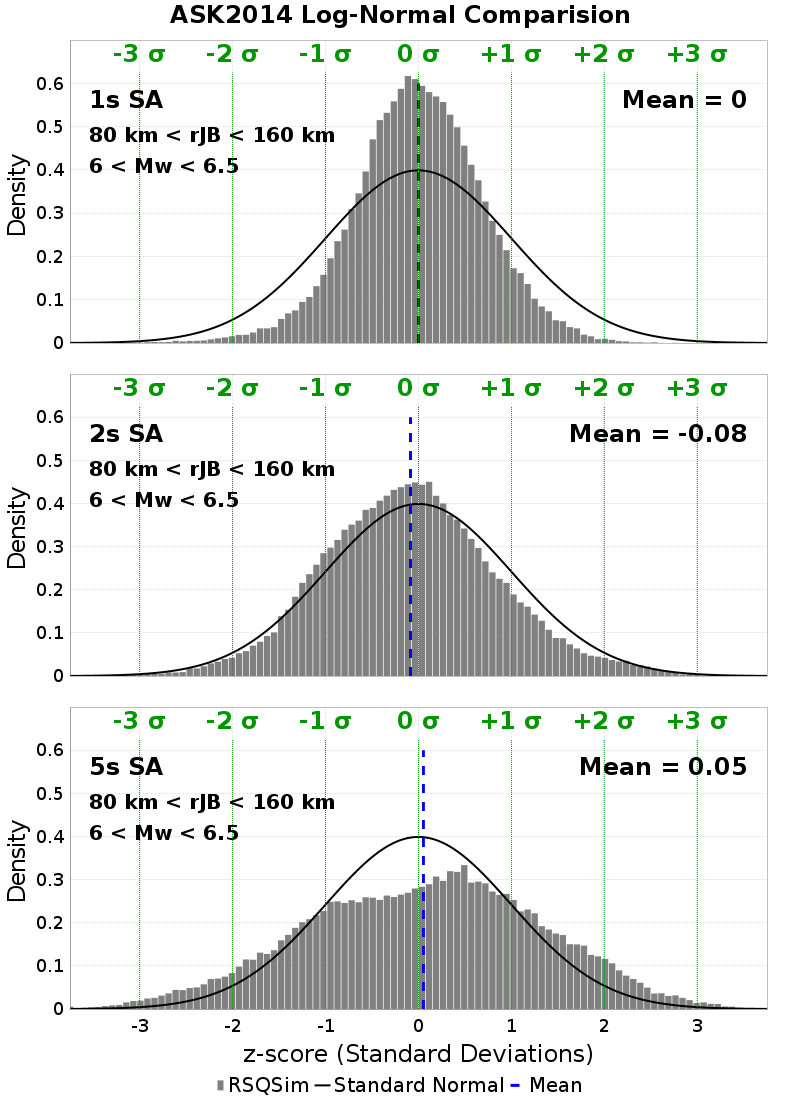 ASK2014 Log-Normal Comparision
-3 σ -2 σ -1 σ 0 σ +1 σ +2 σ +3 σ
1s SA Mean = 0
80 km < rJB < 160 km
6 < Mw < 6.5
Density
0.6
0.5
0.4
0.3
0.2
0.1
0
-3 σ -2 σ -1 σ 0 σ +1 σ +2 σ +3 σ
2s SA Mean = -0.08
80 km < rJB < 160 km
6 < Mw < 6.5
Density
0.6
0.5
0.4
0.3
0.2
0.1
0
-3 σ -2 σ -1 σ 0 σ +1 σ +2 σ +3 σ
5s SA Mean = 0.05
80 km < rJB < 160 km
6 < Mw < 6.5
Density
0.6
0.5
0.4
0.3
0.2
0.1
0
-3 -2 -1 0 1 2 3
z-score (Standard Deviations)
RSQSim Standard Normal Mean